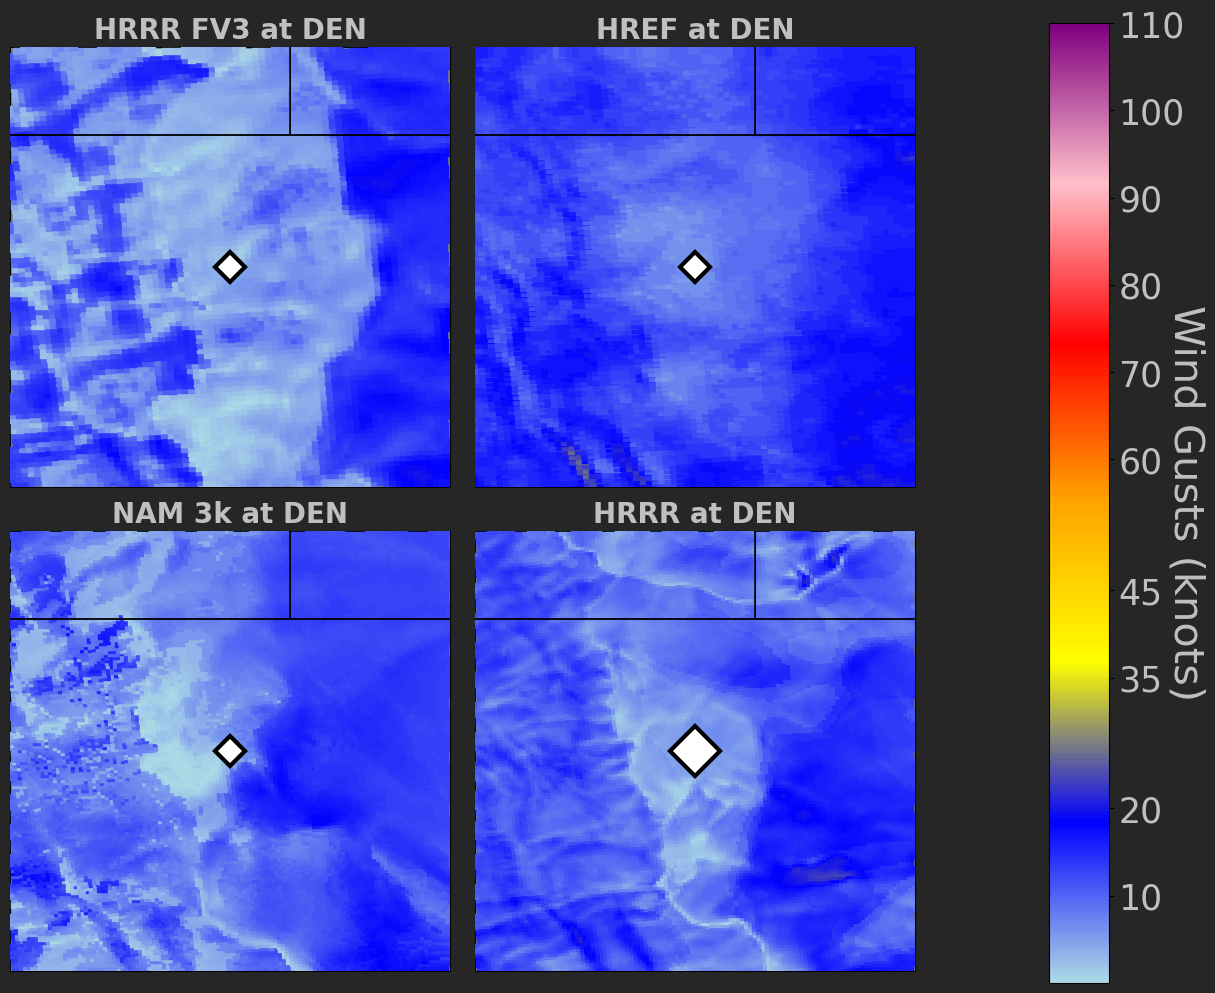 HRRR FV3 at DEN
HREF at DEN
NAM 3k at DEN
HRRR at DEN
110
100
90
80
70
60
45
35
20
10
Wind Gusts (knots)